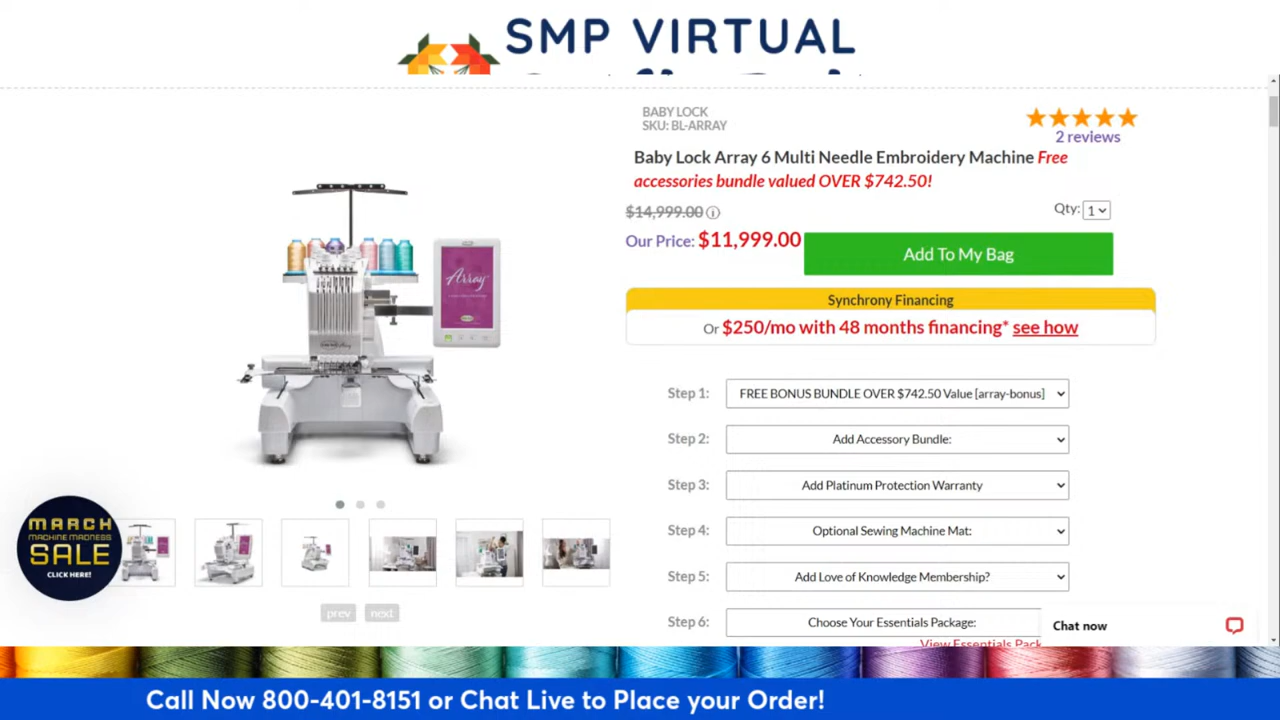 SMP VIRTUAL
BABY LOCK
SKU: BL-ARRAY
2 reviews
Baby Lock Array 6 Multi Needle Embroidery Machine Free
accessories bundle valued OVER $742.50!
$14,999.00
Qty: 1
Our Price: $11,999.00
Add To My Bag
Synchrony Financing
Or $250/mo with 48 months financing* see how
Array
Step 1: FREE BONUS BUNDLE OVER $742.50 Value [array-bonus]
Step 2: Add Accessory Bundle:
Step 3: Add Platinum Protection Warranty
Step 4: Optional Sewing Machine Mat:
Step 5: Add Love of Knowledge Membership?
Step 6: Choose Your Essentials Package:
View Essentials Pack
MARCH
MACHINE MADNESS
SALE
CLICK HERE!
prev next
Chat now
Call Now 800-401-8151 or Chat Live to Place your Order!